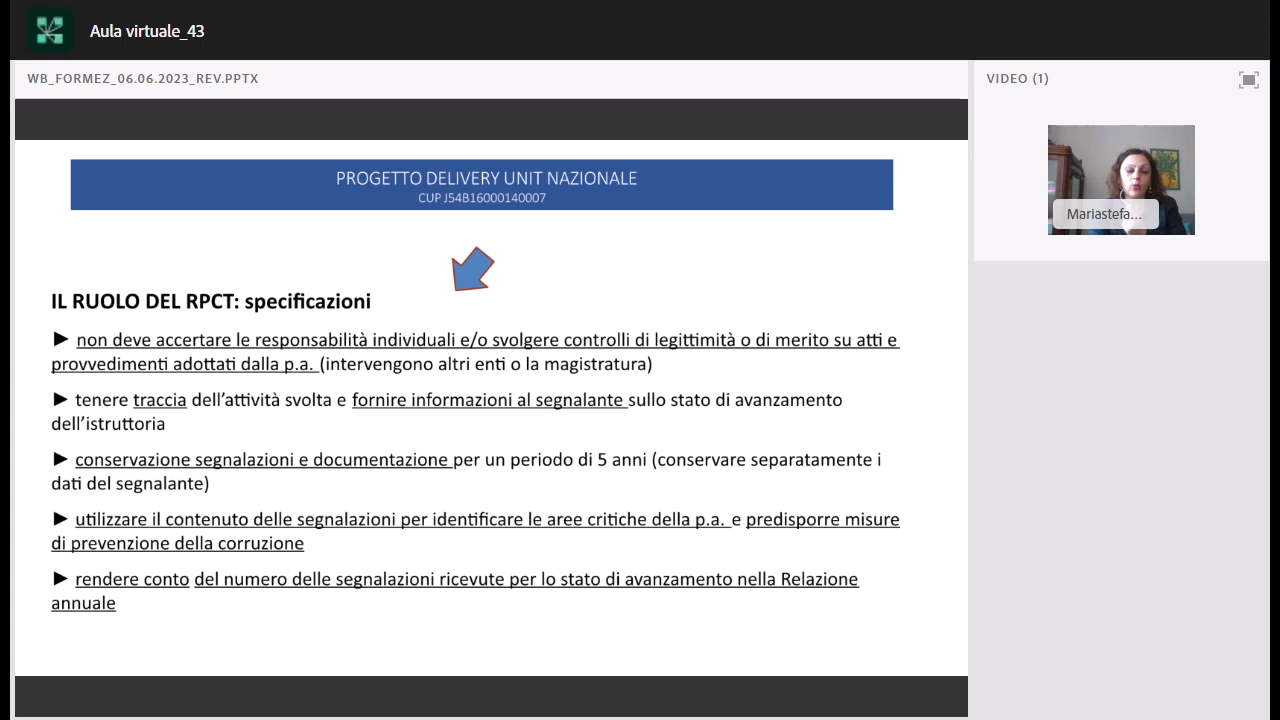 Aula virtuale_43
WB_FORMEZ_06.06.2023_REV.PPTX
VIDEO (1)
PROGETTO DELIVERY UNIT NAZIONALE
CUP J54B16000140007
IL RUOLO DEL RPCT: specificazioni
► non deve accertare le responsabilità individuali e/o svolgere controlli di legittimità o di merito su atti e
provvedimenti adottati dalla p.a. (intervengono altri enti o la magistratura)
► tenere traccia dell'attività svolta e fornire informazioni al segnalante sullo stato di avanzamento
dell'istruttoria
► conservazione segnalazioni e documentazione per un periodo di 5 anni (conservare separatamente i
dati del segnalante)
► utilizzare il contenuto delle segnalazioni per identificare le aree critiche della p.a. e predisporre misure
di prevenzione della corruzione
► rendere conto del numero delle segnalazioni ricevute per lo stato di avanzamento nella Relazione
annuale
Mariastefa...